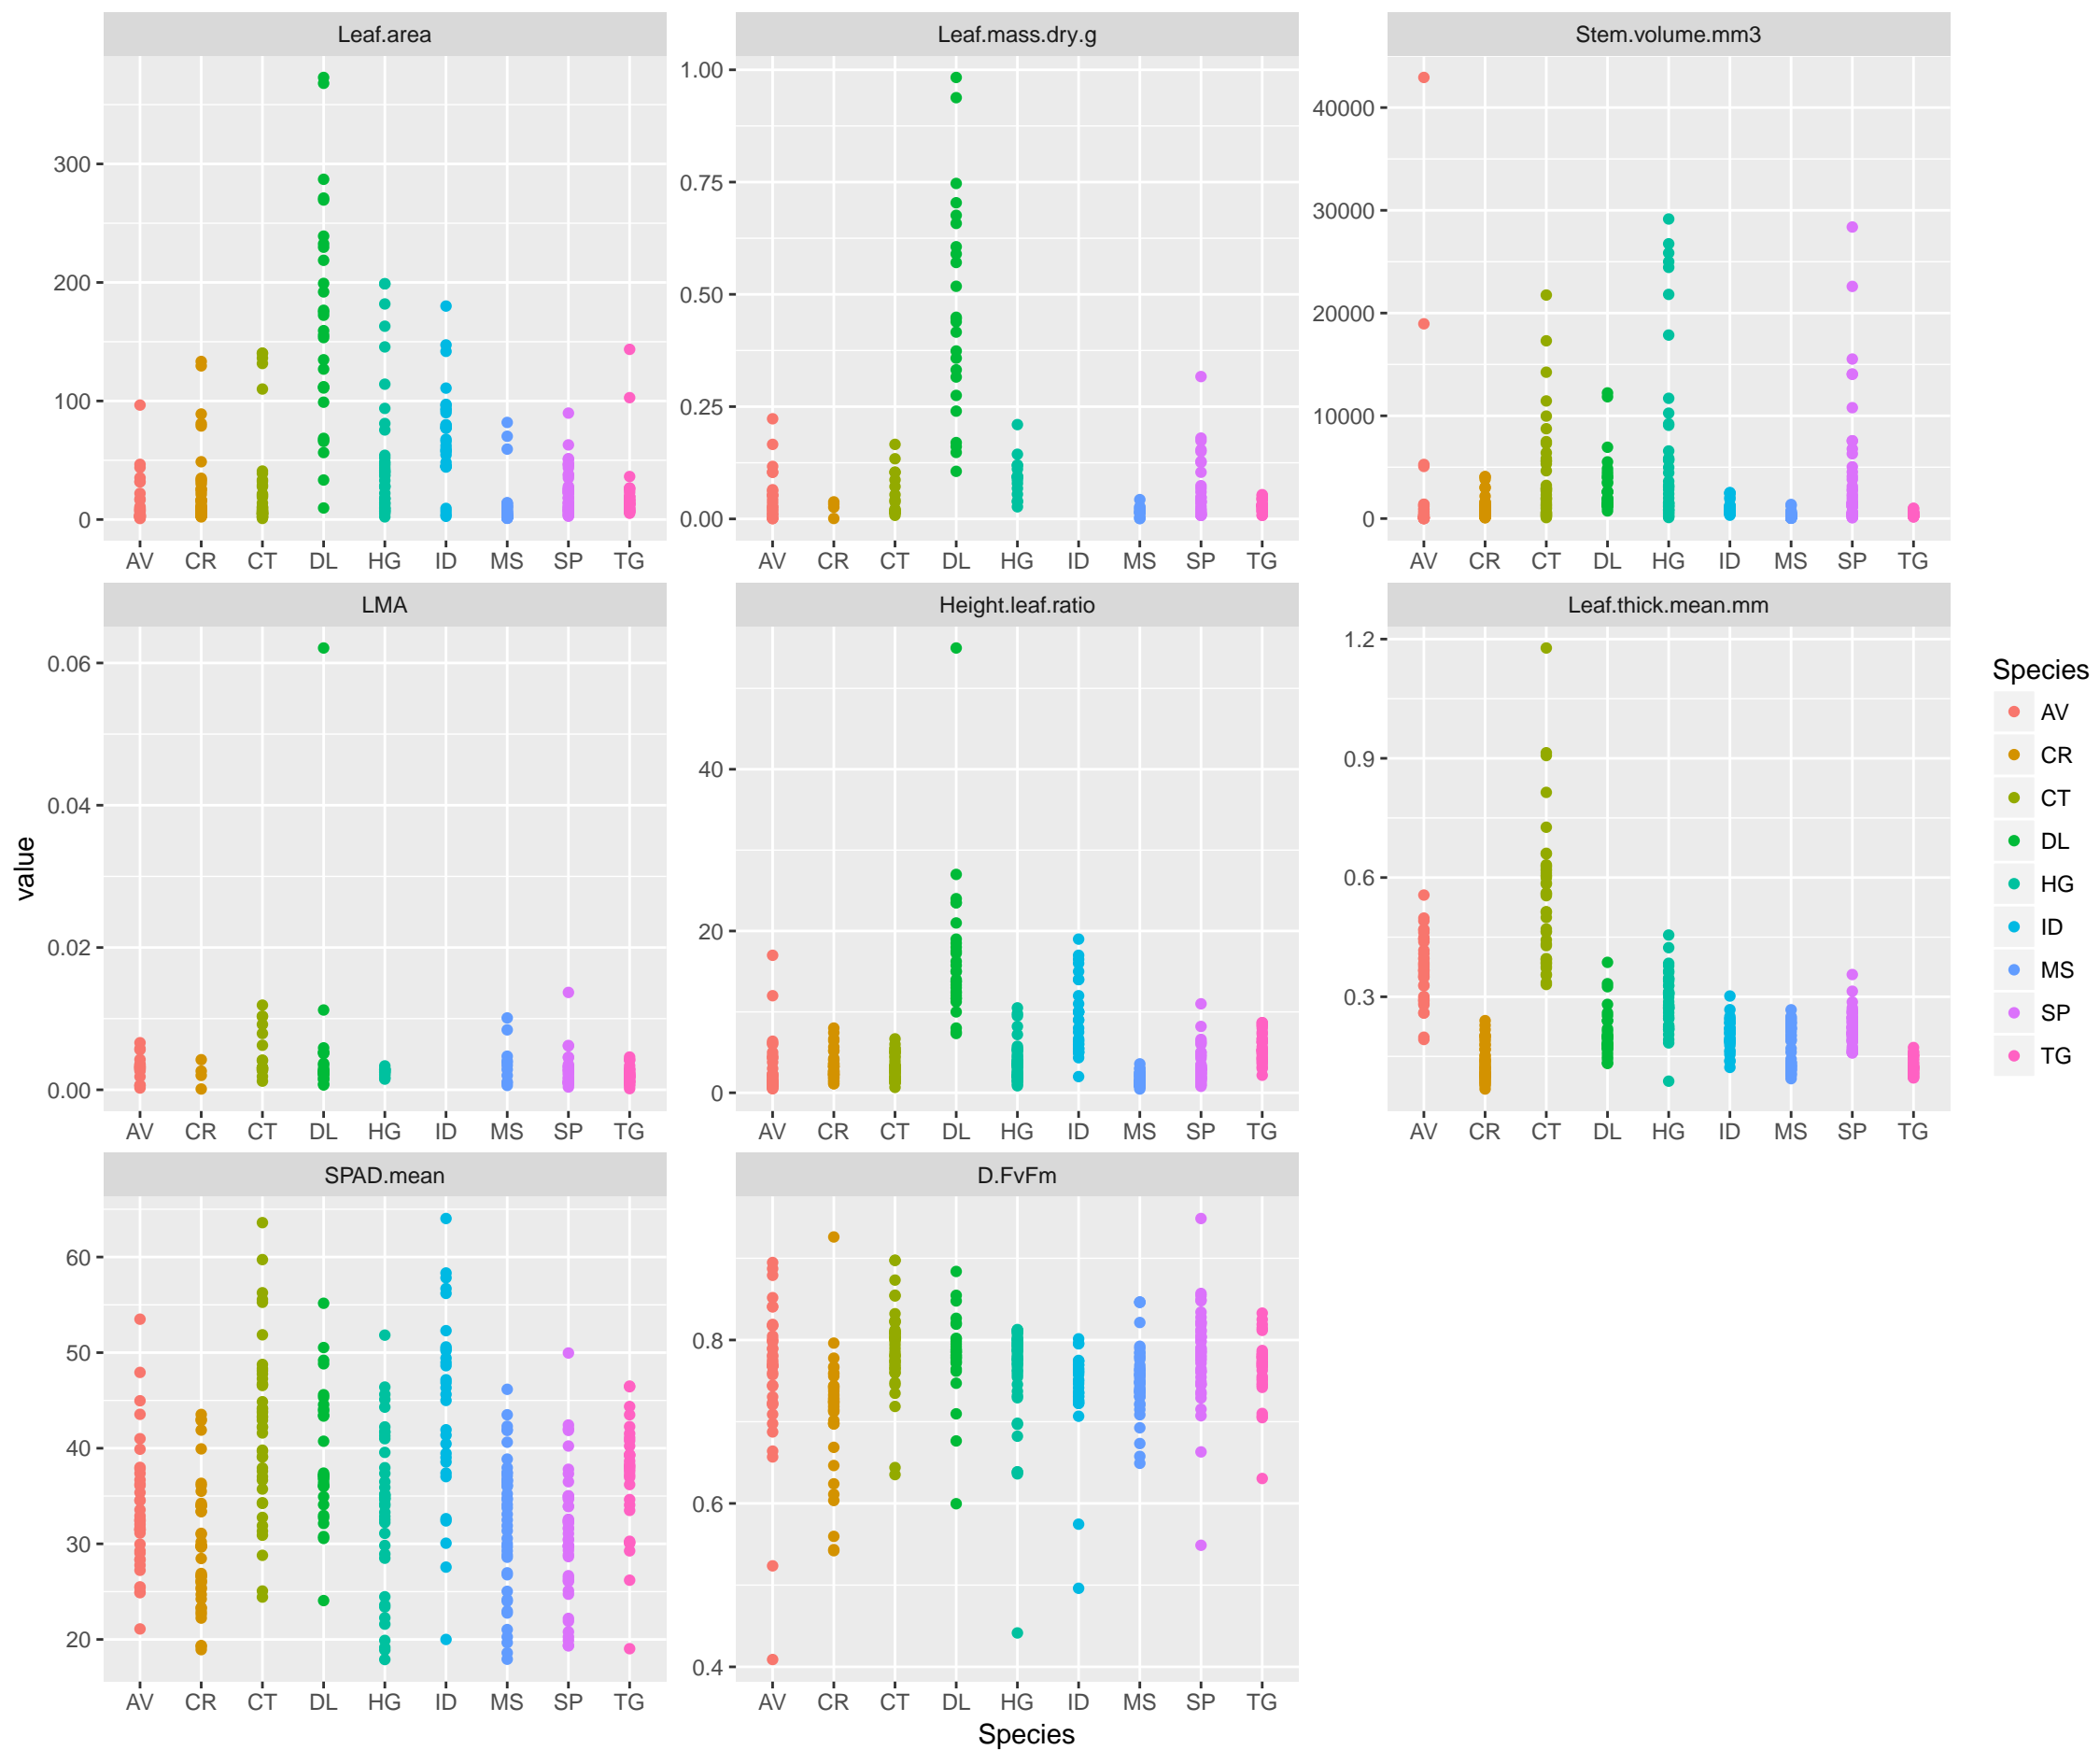 Leaf.area Leaf.mass.dry.g Stem.volume.mm3
300
200
100
0
1.00
0.75
0.50
0.25
0.00
40000
30000
20000
10000
0
AV CR CT DL HG ID MS SP TG
AV CR CT DL HG ID MS SP TG
AV CR CT DL HG ID MS SP TG
LMA Height.leaf.ratio Leaf.thick.mean.mm
value
0.06
0.04
0.02
0.00
40
20
0
1.2
0.9
0.6
0.3
AV CR CT DL HG ID MS SP TG
AV CR CT DL HG ID MS SP TG
AV CR CT DL HG ID MS SP TG
SPAD.mean D.FvFm
60
50
40
30
20
0.8
0.6
0.4
AV CR CT DL HG ID MS SP TG
AV CR CT DL HG ID MS SP TG
Species
Species
AV
CR
CT
DL
HG
ID
MS
SP
TG